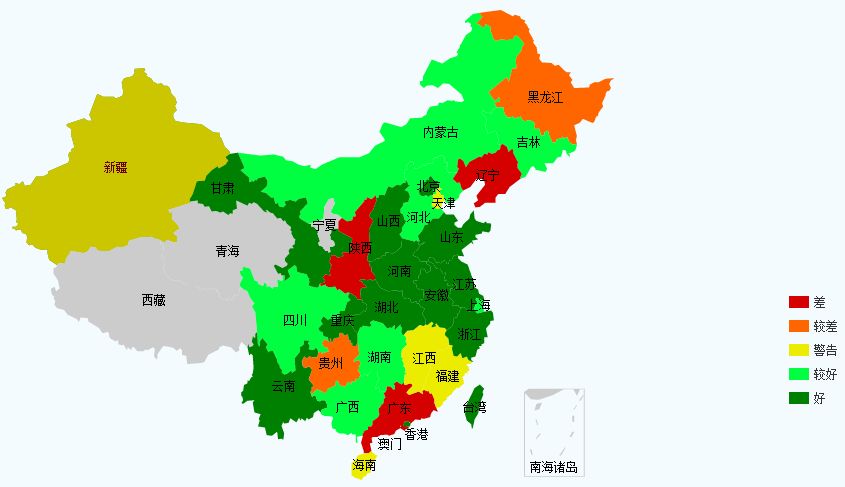 黑龙江
内蒙古
吉林
新疆
辽宁
甘肃
北京
天津
宁夏
山西
河北
山东
青海
陕西
河南
西藏
江苏
安徽
上海
湖北
四川
重庆
浙江
湖南
江西
贵州
福建
云南
广西
广东
台湾
香港
澳门
海南
南海诸岛
差
较差
警告
较好
好